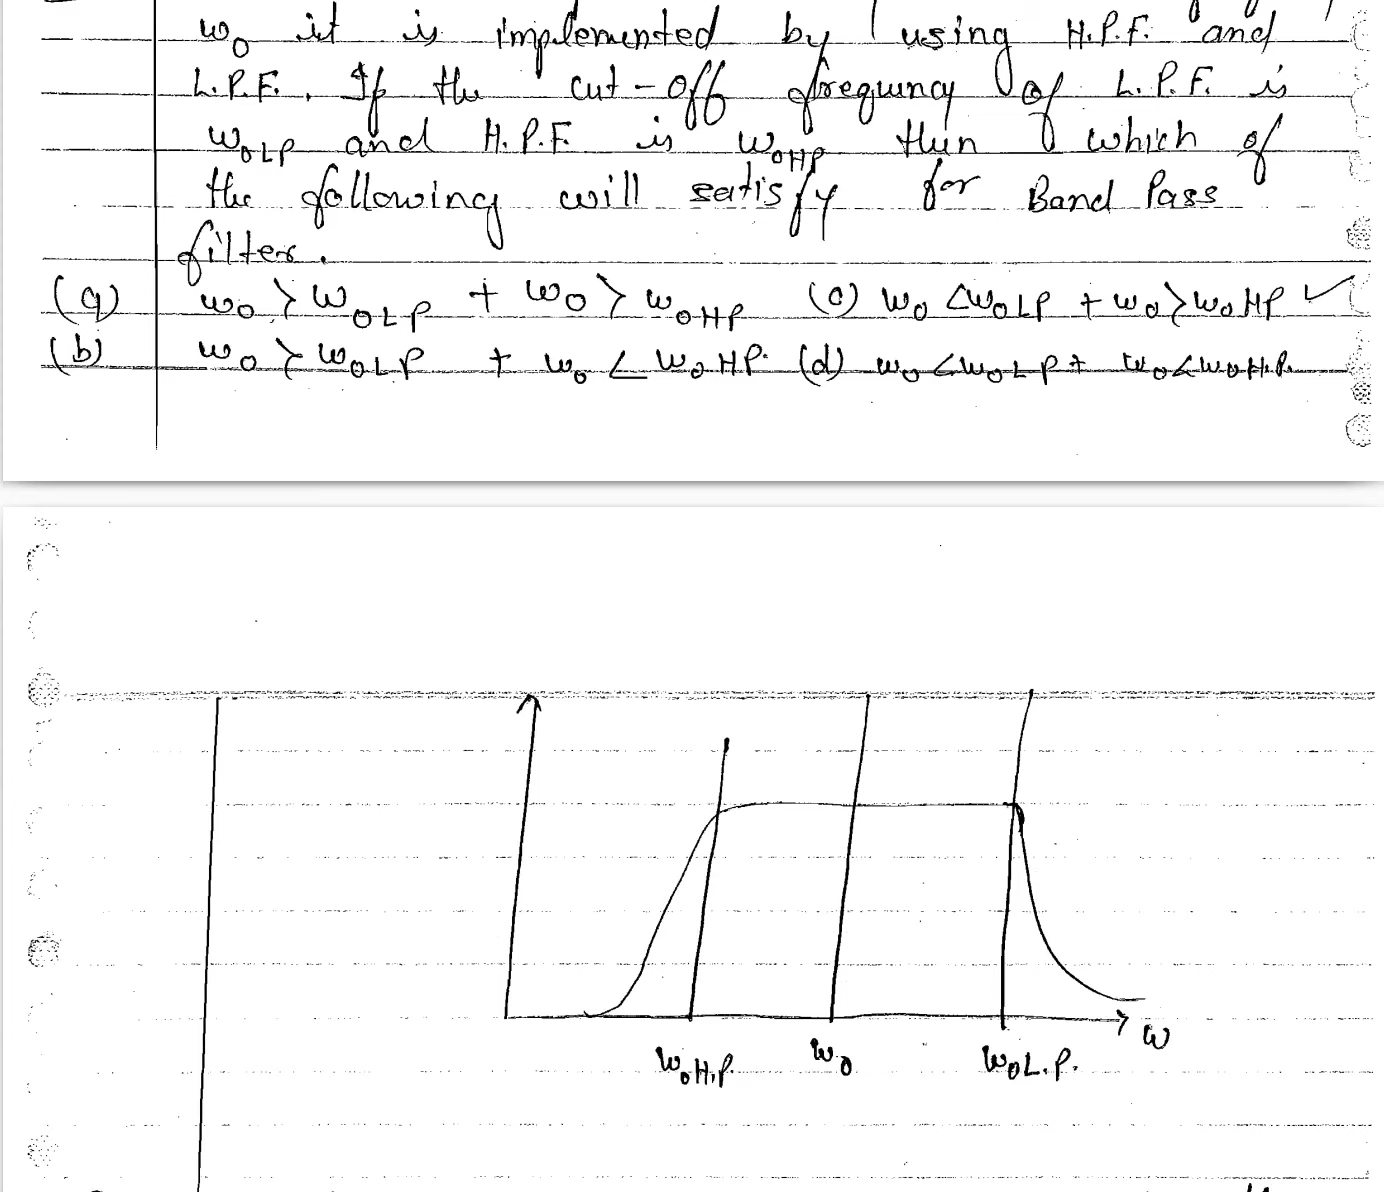 ω₀ it is implemented by using H.P.F. and
L.P.F. If the cut-off frequency of L.P.F. is
ω₀LP and H.P.F. is ω₀HP then which of
the following will satisfy for Band Pass
filter.
(a) ω₀ > ω₀LP + ω₀ > ω₀HP (c) ω₀ < ω₀LP + ω₀ > ω₀HP ✓
(b) ω₀ > ω₀LP + ω₀ < ω₀HP. (d) ω₀ < ω₀LP + ω₀ < ω₀H.P.
ω
ω₀H.P. ω₀ ω₀L.P.